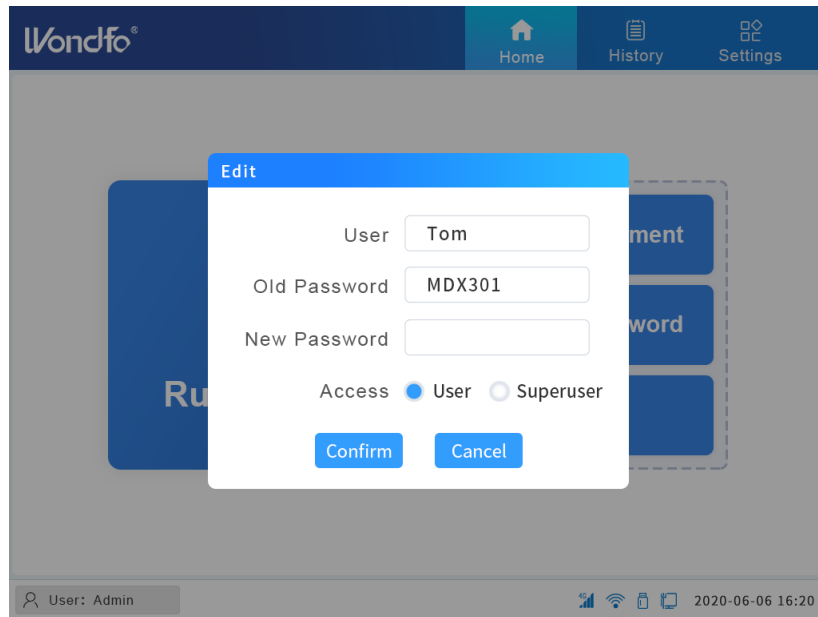 Wondfo®
Home
History
Settings
Edit
User Tom
Old Password MDX301
New Password
Access User Superuser
Confirm Cancel
Ru
ment
word
User: Admin
4G
2020-06-06 16:20